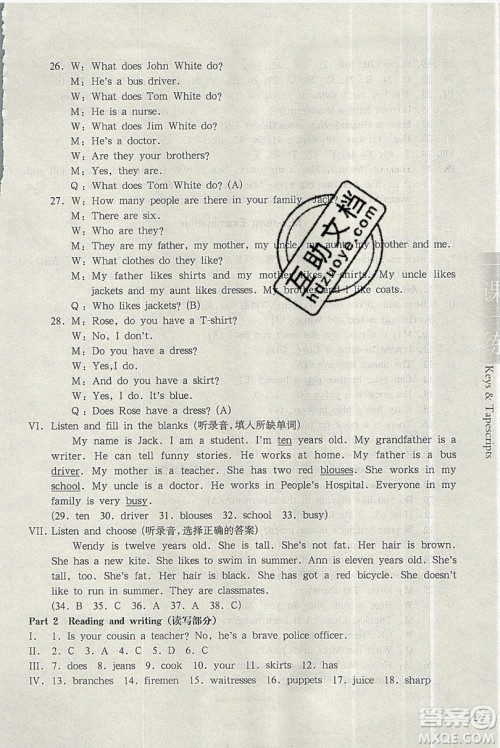 26. W: What does John White do?
M: He's a bus driver.
W: What does Tom White do?
M: He is a nurse.
W: What does Jim White do?
M: He's a doctor.
W: Are they your brothers?
M: Yes, they are.
Q: What does Tom White do? (A)
27. W: How many people are there in your family, Jack?
M: There are six.
W: Who are they?
M: They are my father, my mother, my uncle, my aunt, my brother and me.
W: What clothes do they like?
M: My father likes shirts and my mother likes T-shirts. My uncle likes
jackets and my aunt likes dresses. My brother and I like coats.
Q: Who likes jackets? (B)
28. M: Rose, do you have a T-shirt?
W: No, I don't.
M: Do you have a dress?
W: Yes, I do.
M: Do you like it?
W: Yes, I do. It's blue.
Q: Does Rose have a dress? (B)
VI. Listen and fill in the blanks (听录音,填入所缺单词)
My name is Jack. I am a student. I'm ten years old. My grandfather is a
writer. He can tell funny stories. He works at home. My father is a bus
driver. My mother is a teacher. She has two red blouses. She works in my
school. My uncle is a doctor. He works in People's Hospital. Everyone in my
family is very busy.
(29. ten 30. driver 31. blouses 32. school 33. busy)
VII. Listen and choose (听录音,选择正确的答案)
Wendy is twelve years old. She is tall. She's not fat. Her hair is brown.
She has a new kite. She likes to swim in summer. Ann is eleven years old.
She's tall and fat. Her hair is black. She has got a red bicycle. She doesn't
like to run in summer. They are classmates.
(34. B 35. C 36. A 37. A 38. C)
Part 2 Reading and writing (读写部分)
I. 1. Is your cousin a teacher? No, he's a brave police officer.
II. 2. C 3. A 4. D 5. C 6. A
III. 7. does 8. jeans 9. cook 10. your 11. skirts 12. has
IV. 13. branches 14. firemen 15. waitresses 16. puppets 17. juice 18. sharp
Keys & Tapescripts
互助文档
hdzuoye.com
答案圈
MXQE.COM